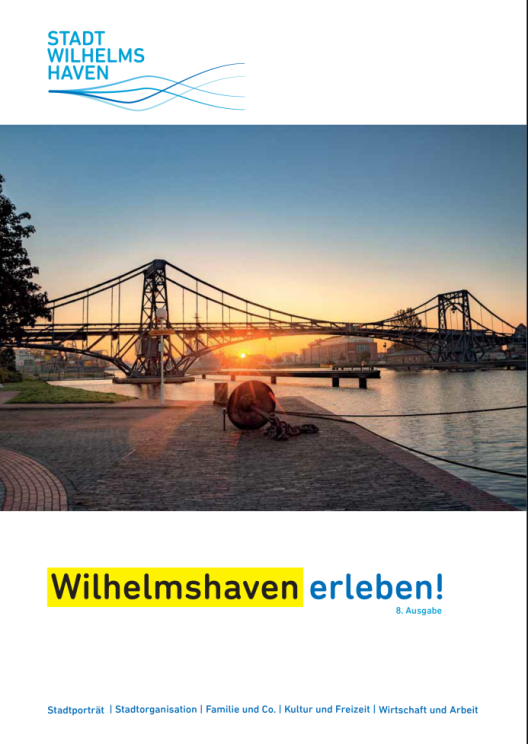 STADT
WILHELMS
HAVEN
Wilhelmshaven erleben!
8. Ausgabe
Stadtporträt | Stadtorganisation | Familie und Co. | Kultur und Freizeit | Wirtschaft und Arbeit